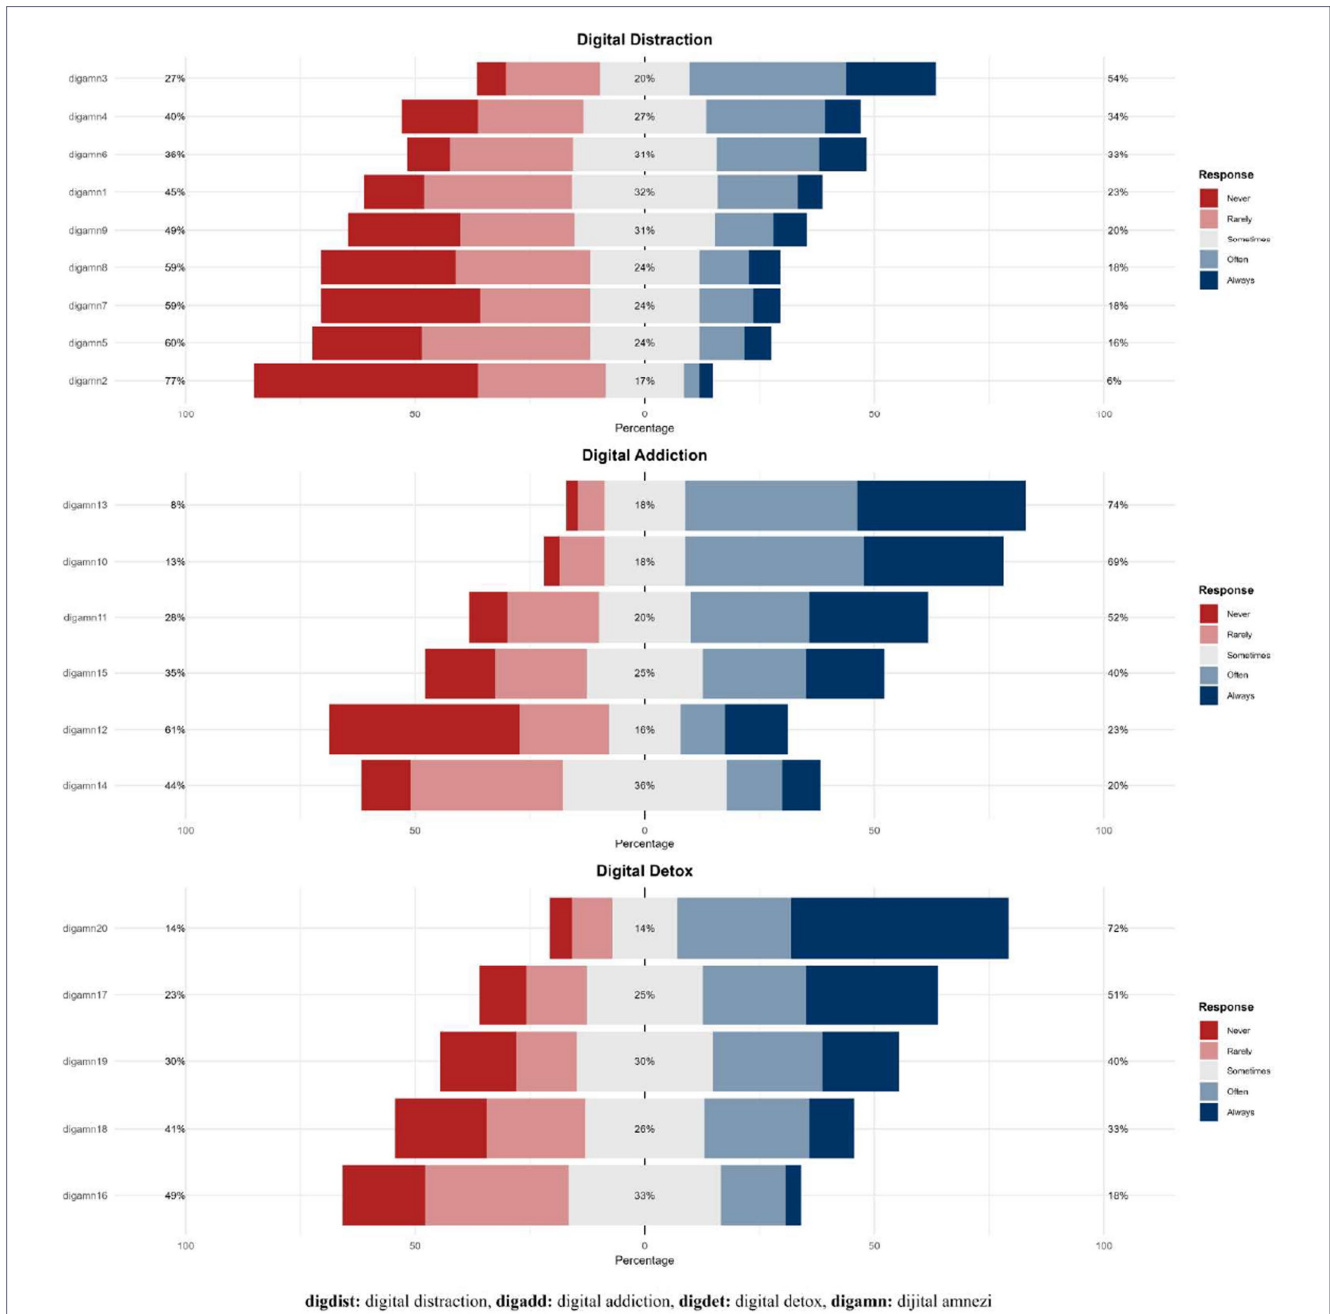 Digital Distraction
digamn3 27% 20% 54%
digamn4 40% 27% 34%
digamn6 36% 31% 33%
digamn1 45% 32% 23%
digamn9 49% 31% 20%
digamn8 59% 24% 18%
digamn7 59% 24% 18%
digamn5 60% 24% 16%
digamn2 77% 17% 6%
100 50 0 50 100
Percentage
Response
Never
Rarely
Sometimes
Often
Always
Digital Addiction
digamn13 8% 18% 74%
digamn10 13% 18% 69%
digamn11 28% 20% 52%
digamn15 35% 25% 40%
digamn12 61% 16% 23%
digamn14 44% 36% 20%
100 50 0 50 100
Percentage
Response
Never
Rarely
Sometimes
Often
Always
Digital Detox
digamn20 14% 14% 72%
digamn17 23% 25% 51%
digamn19 30% 30% 40%
digamn18 41% 26% 33%
digamn16 49% 33% 18%
100 50 0 50 100
Percentage
Response
Never
Rarely
Sometimes
Often
Always
digdist: digital distraction, digadd: digital addiction, digdet: digital detox, digamn: dijital amnezi